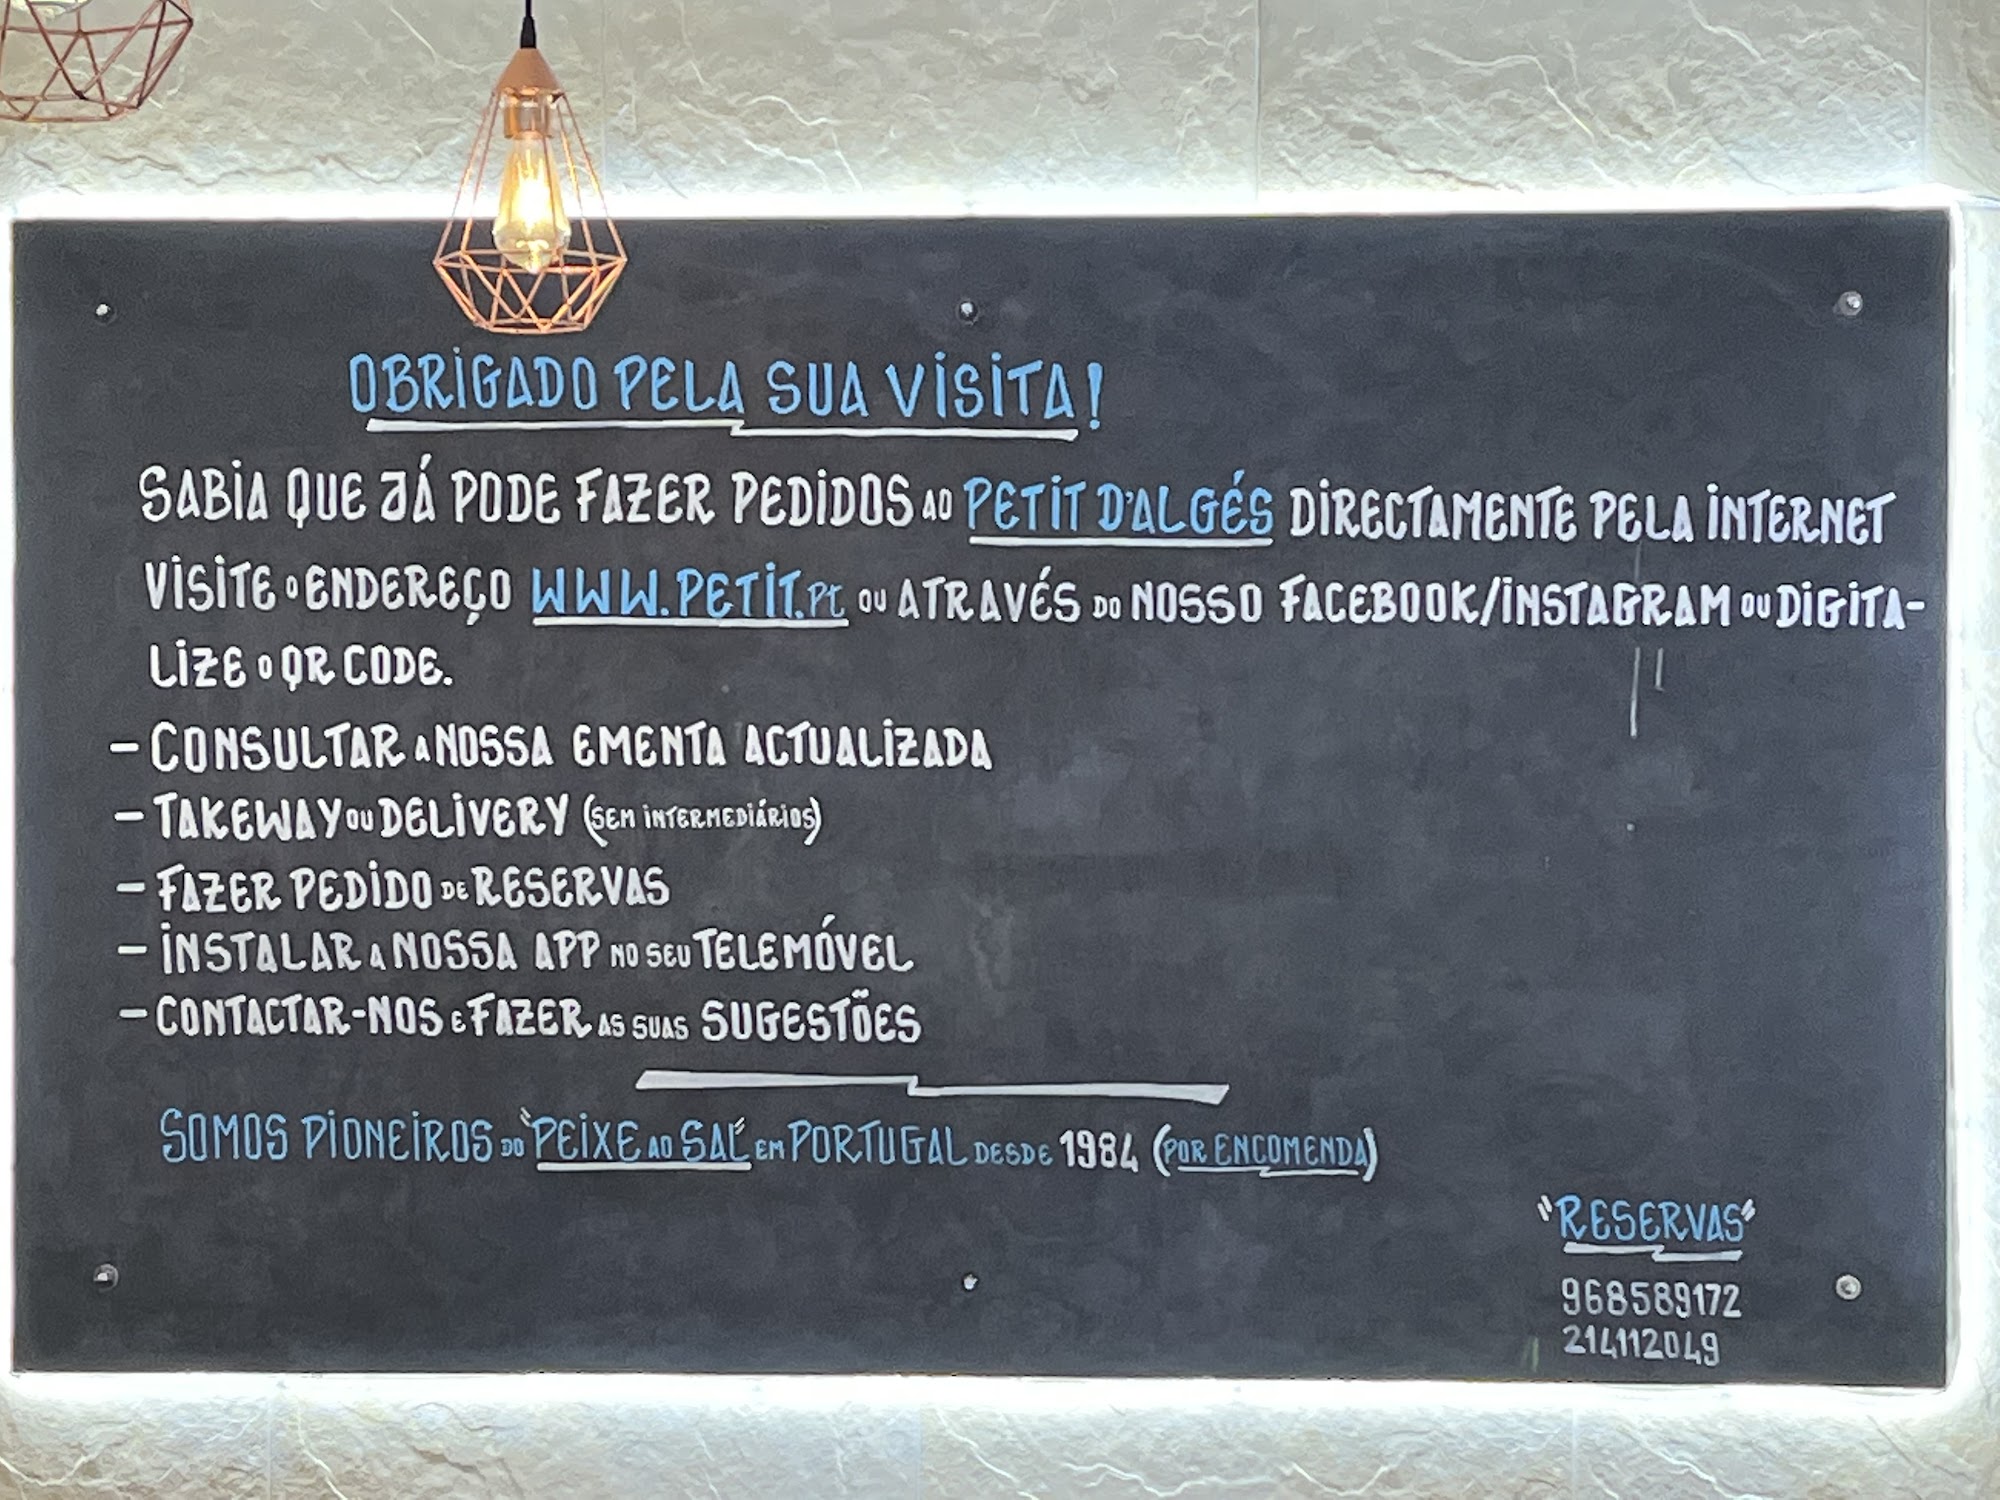 OBRIGADO PELA SUA VISITA!
SABIA QUE JÁ PODE FAZER PEDIDOS AO PETIT D'ALGÉS DIRECTAMENTE PELA INTERNET
VISITE O ENDEREÇO WWW.PETIT.PT OU ATRAVÉS DO NOSSO FACEBOOK/INSTAGRAM OU DIGITA-
LIZE O QR CODE.
- CONSULTAR A NOSSA EMENTA ACTUALIZADA
- TAKEWAY OU DELIVERY (SEM INTERMEDIÁRIOS)
- FAZER PEDIDO DE RESERVAS
- INSTALAR A NOSSA APP NO SEU TELEMÓVEL
- CONTACTAR-NOS E FAZER AS SUAS SUGESTÕES
SOMOS PIONEIROS DO "PEIXE AO SAL" EM PORTUGAL DESDE 1984 (POR ENCOMENDA)
"RESERVAS"
968589172
214112049